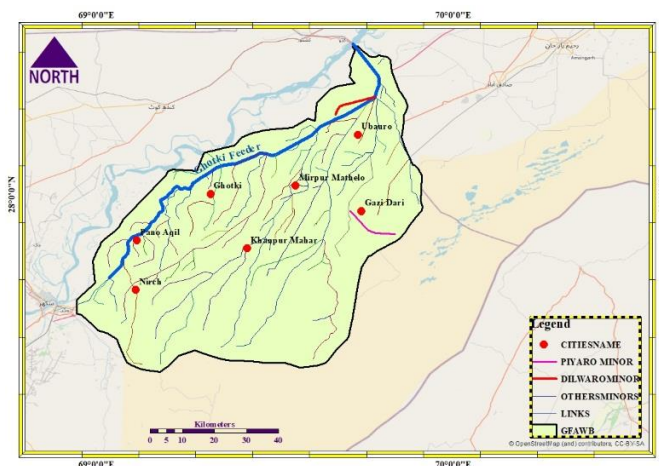 69°0'0"E
70°0'0"E
NORTH
28°0'0"N
Ubauro
Ghotki Feeder
Ghotki
Mirpur Mathelo
Gazi Dari
Pano Aqil
Khanpur Mahar
Nirch
Legend
CITIESNAME
PIYARO MINOR
DILWAROMINOR
OTHERSMINORS
LINKS
GFAWB
Kilometers
0 5 10 20 30 40
© OpenStreetMap (and) contributors, CC-BY-SA
69°0'0"E
70°0'0"E